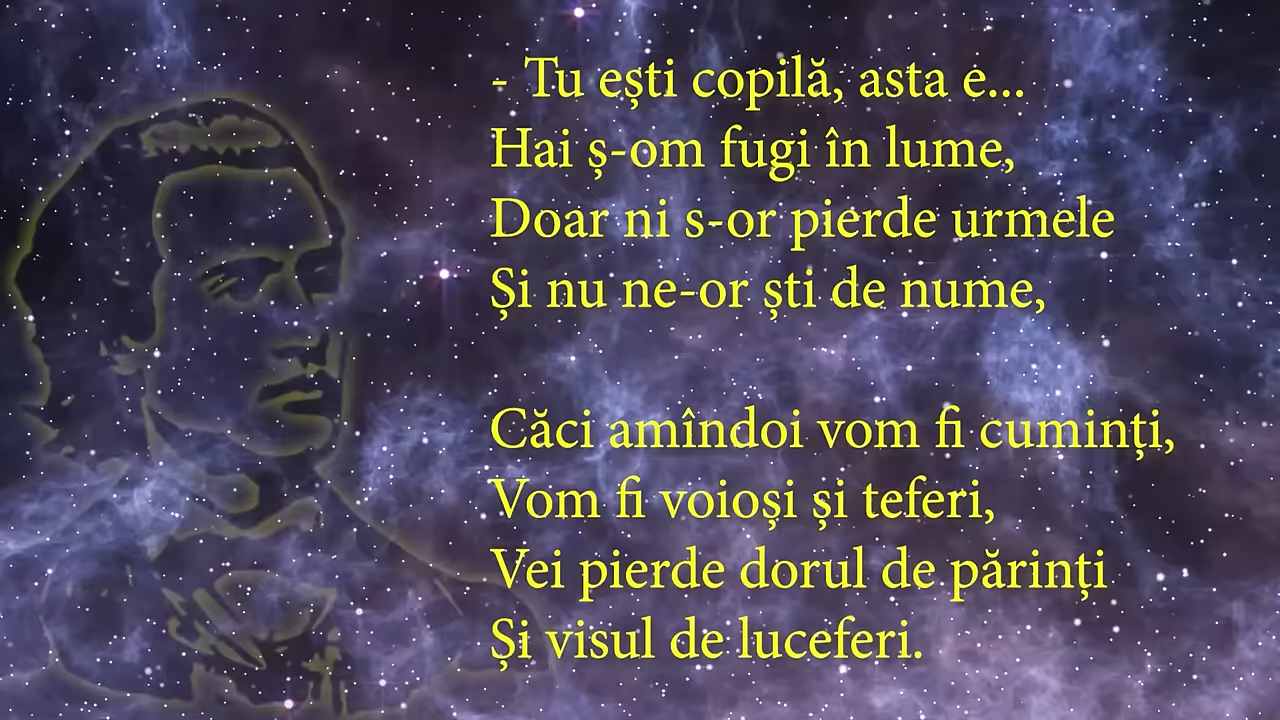 - Tu ești copilă, asta e...
Hai ș-om fugi în lume,
Doar ni s-or pierde urmele
Și nu ne-or ști de nume,
Căci amîndoi vom fi cuminți,
Vom fi voioși și teferi,
Vei pierde dorul de părinți
Și visul de luceferi.